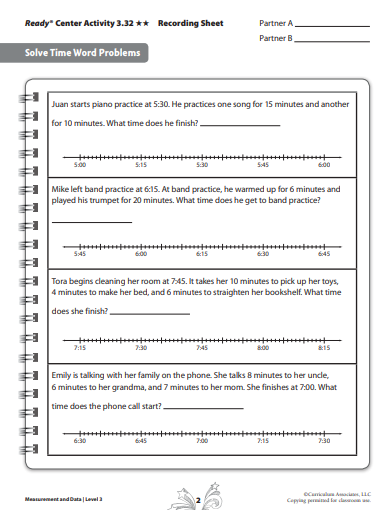 Ready® Center Activity 3.32 ★★ Recording Sheet
Partner A
Partner B
Solve Time Word Problems
Juan starts piano practice at 5:30. He practices one song for 15 minutes and another
for 10 minutes. What time does he finish?
5:00 5:15 5:30 5:45 6:00
Mike left band practice at 6:15. At band practice, he warmed up for 6 minutes and
played his trumpet for 20 minutes. What time does he get to band practice?
5:45 6:00 6:15 6:30 6:45
Tora begins cleaning her room at 7:45. It takes her 10 minutes to pick up her toys,
4 minutes to make her bed, and 6 minutes to straighten her bookshelf. What time
does she finish?
7:15 7:30 7:45 8:00 8:15
Emily is talking with her family on the phone. She talks 8 minutes to her uncle,
6 minutes to her grandma, and 7 minutes to her mom. She finishes at 7:00. What
time does the phone call start?
6:30 6:45 7:00 7:15 7:30
Measurement and Data | Level 3
2
©Curriculum Associates, LLC
Copying permitted for classroom use.